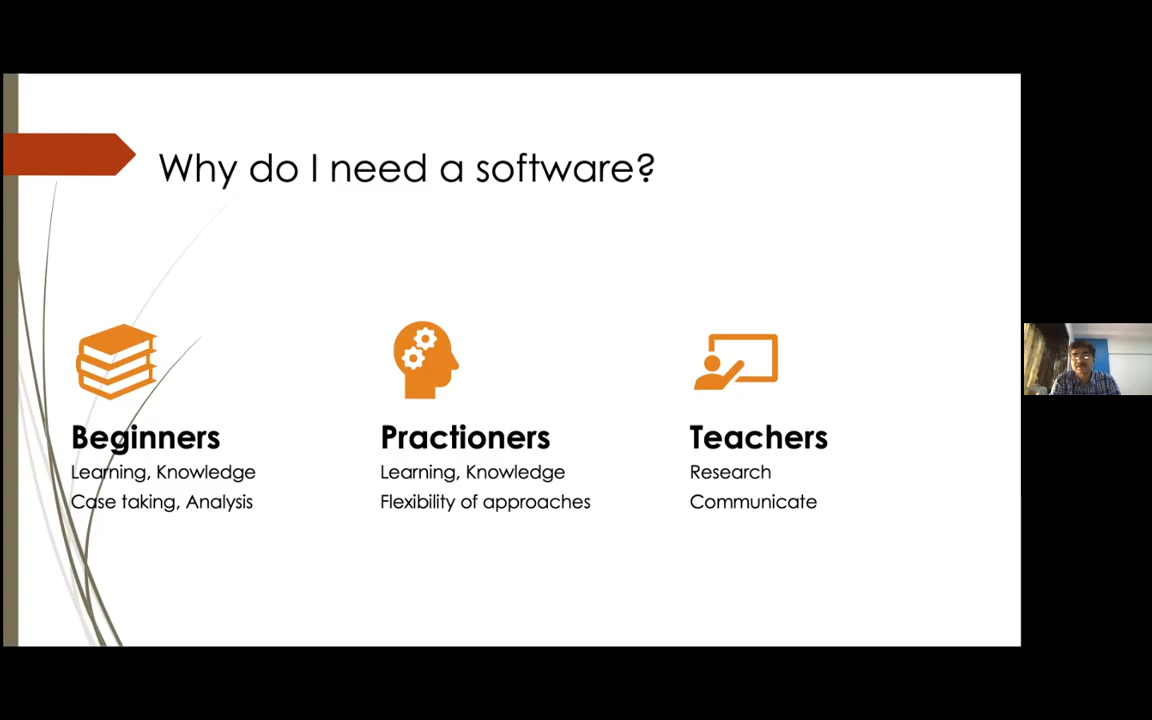 Why do I need a software?
Beginners
Learning, Knowledge
Case taking, Analysis
Practioners
Learning, Knowledge
Flexibility of approaches
Teachers
Research
Communicate